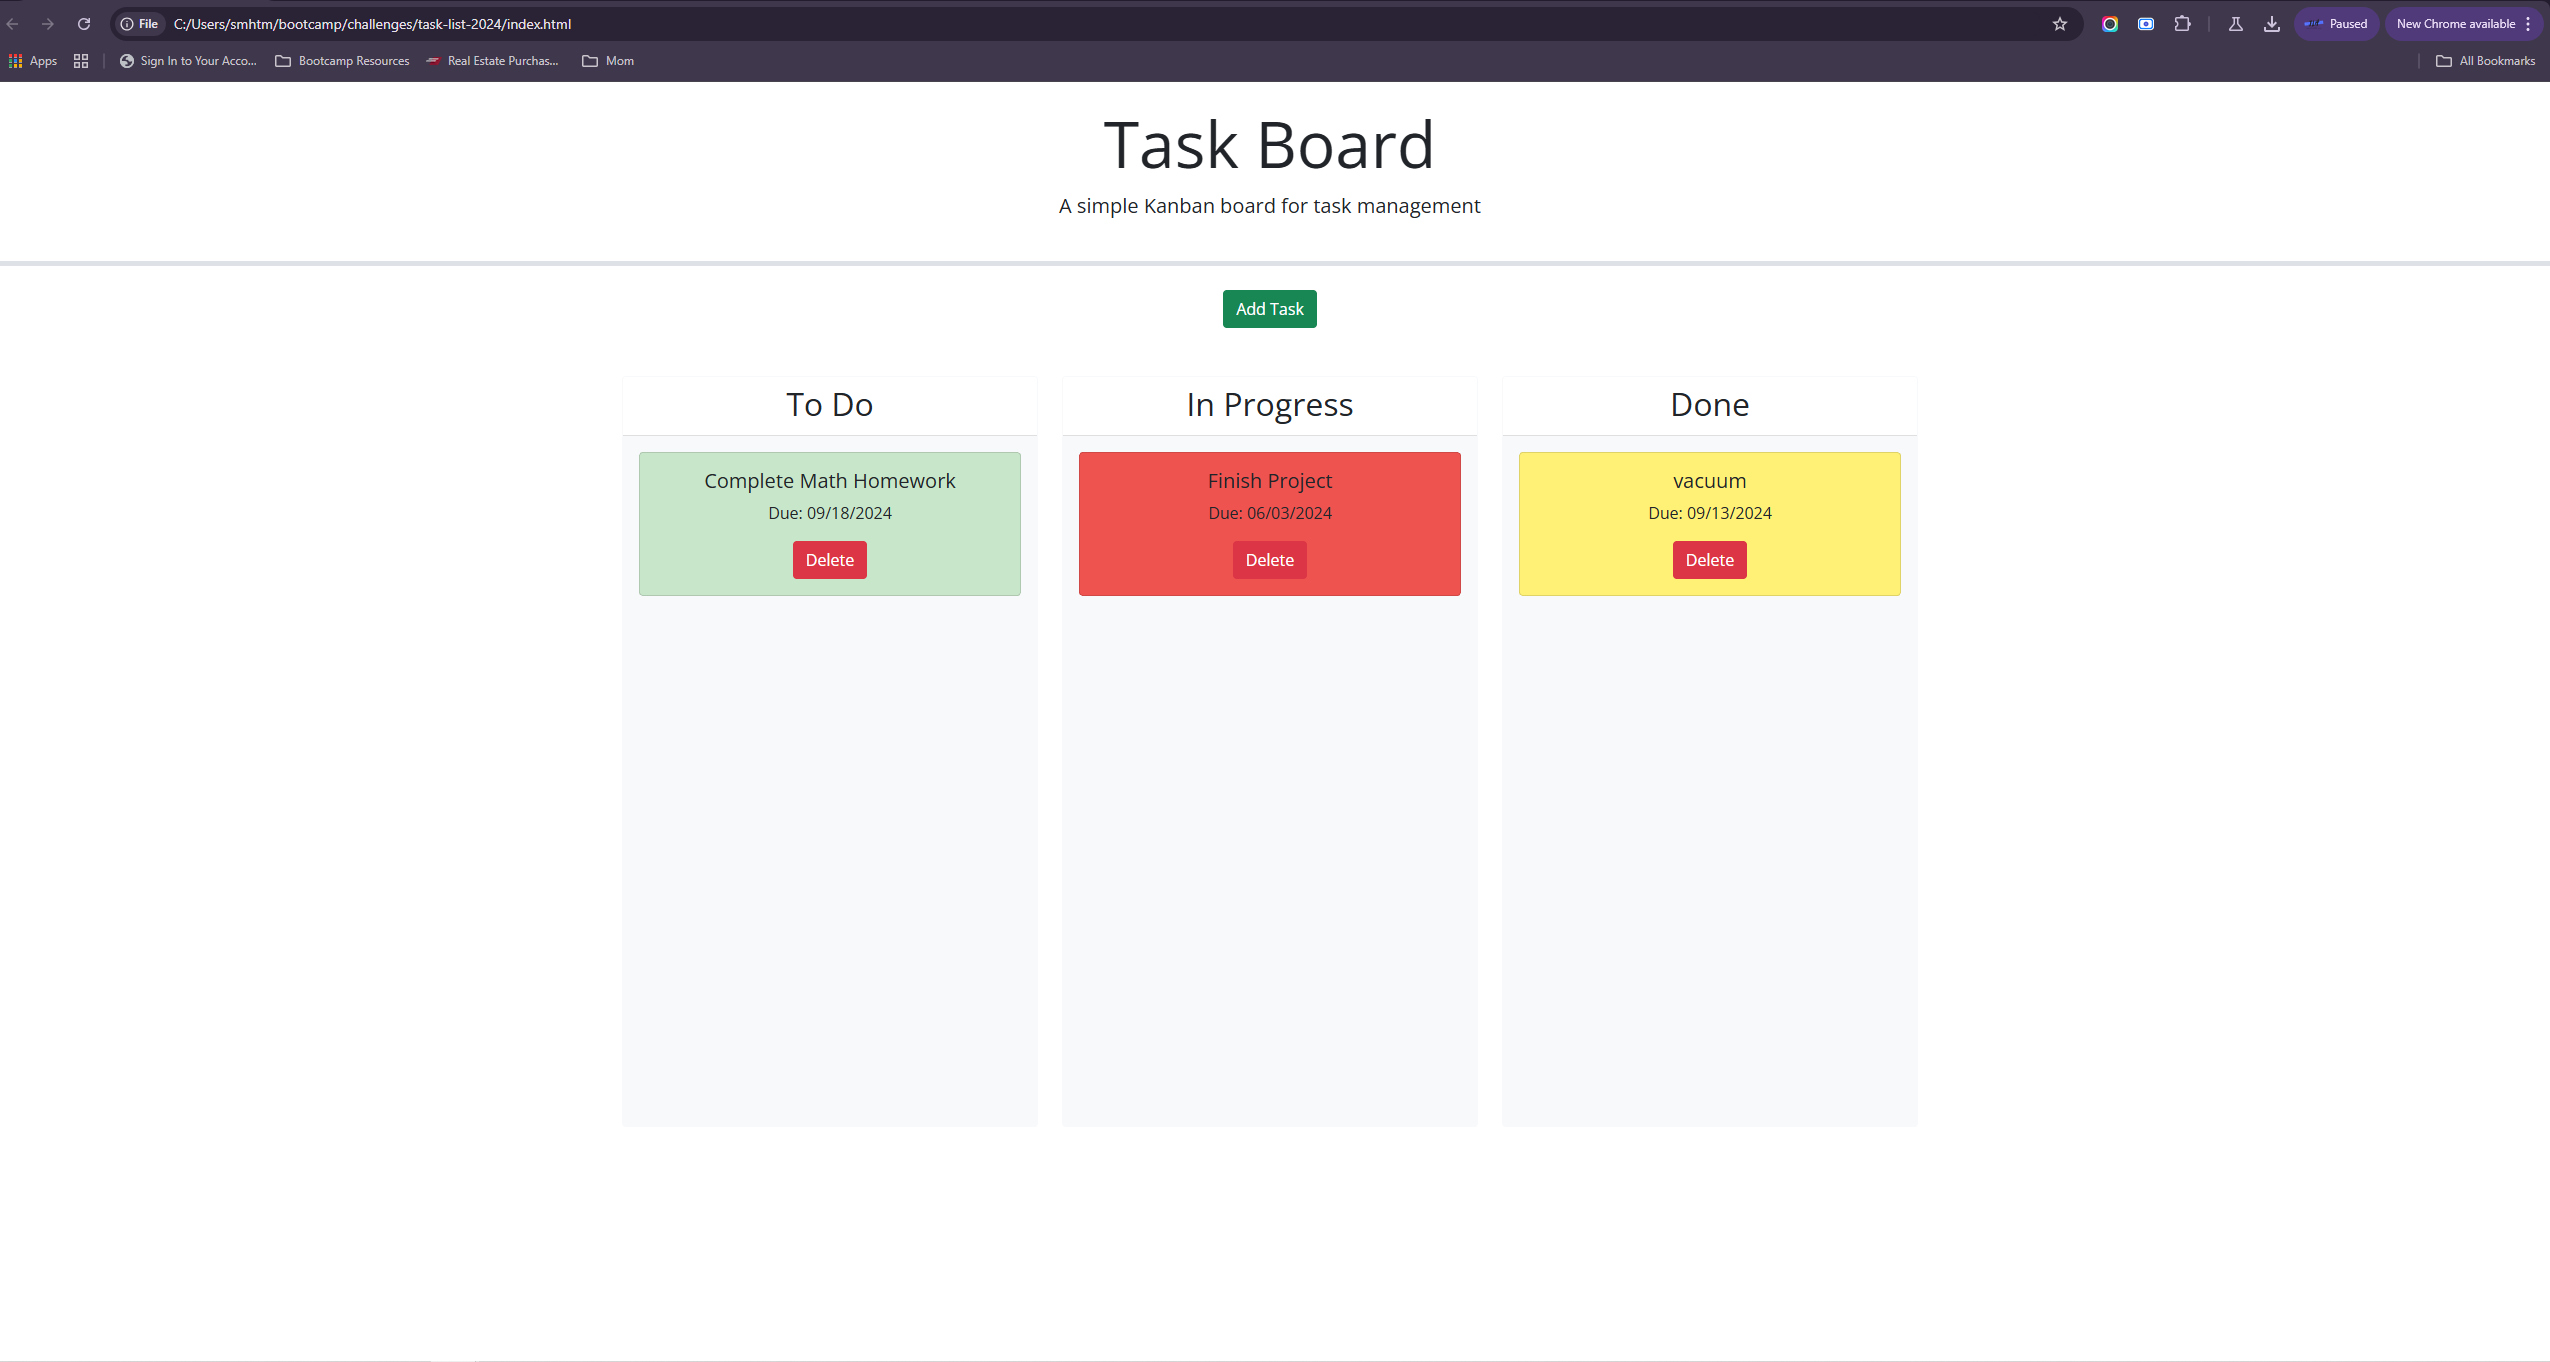 File C:/Users/smhtm/bootcamp/challenges/task-list-2024/index.html Paused New Chrome available
Apps Sign In to Your Acco... Bootcamp Resources Real Estate Purchas... Mom All Bookmarks
Task Board
A simple Kanban board for task management
Add Task
To Do
Complete Math Homework
Due: 09/18/2024
Delete
In Progress
Finish Project
Due: 06/03/2024
Delete
Done
vacuum
Due: 09/13/2024
Delete